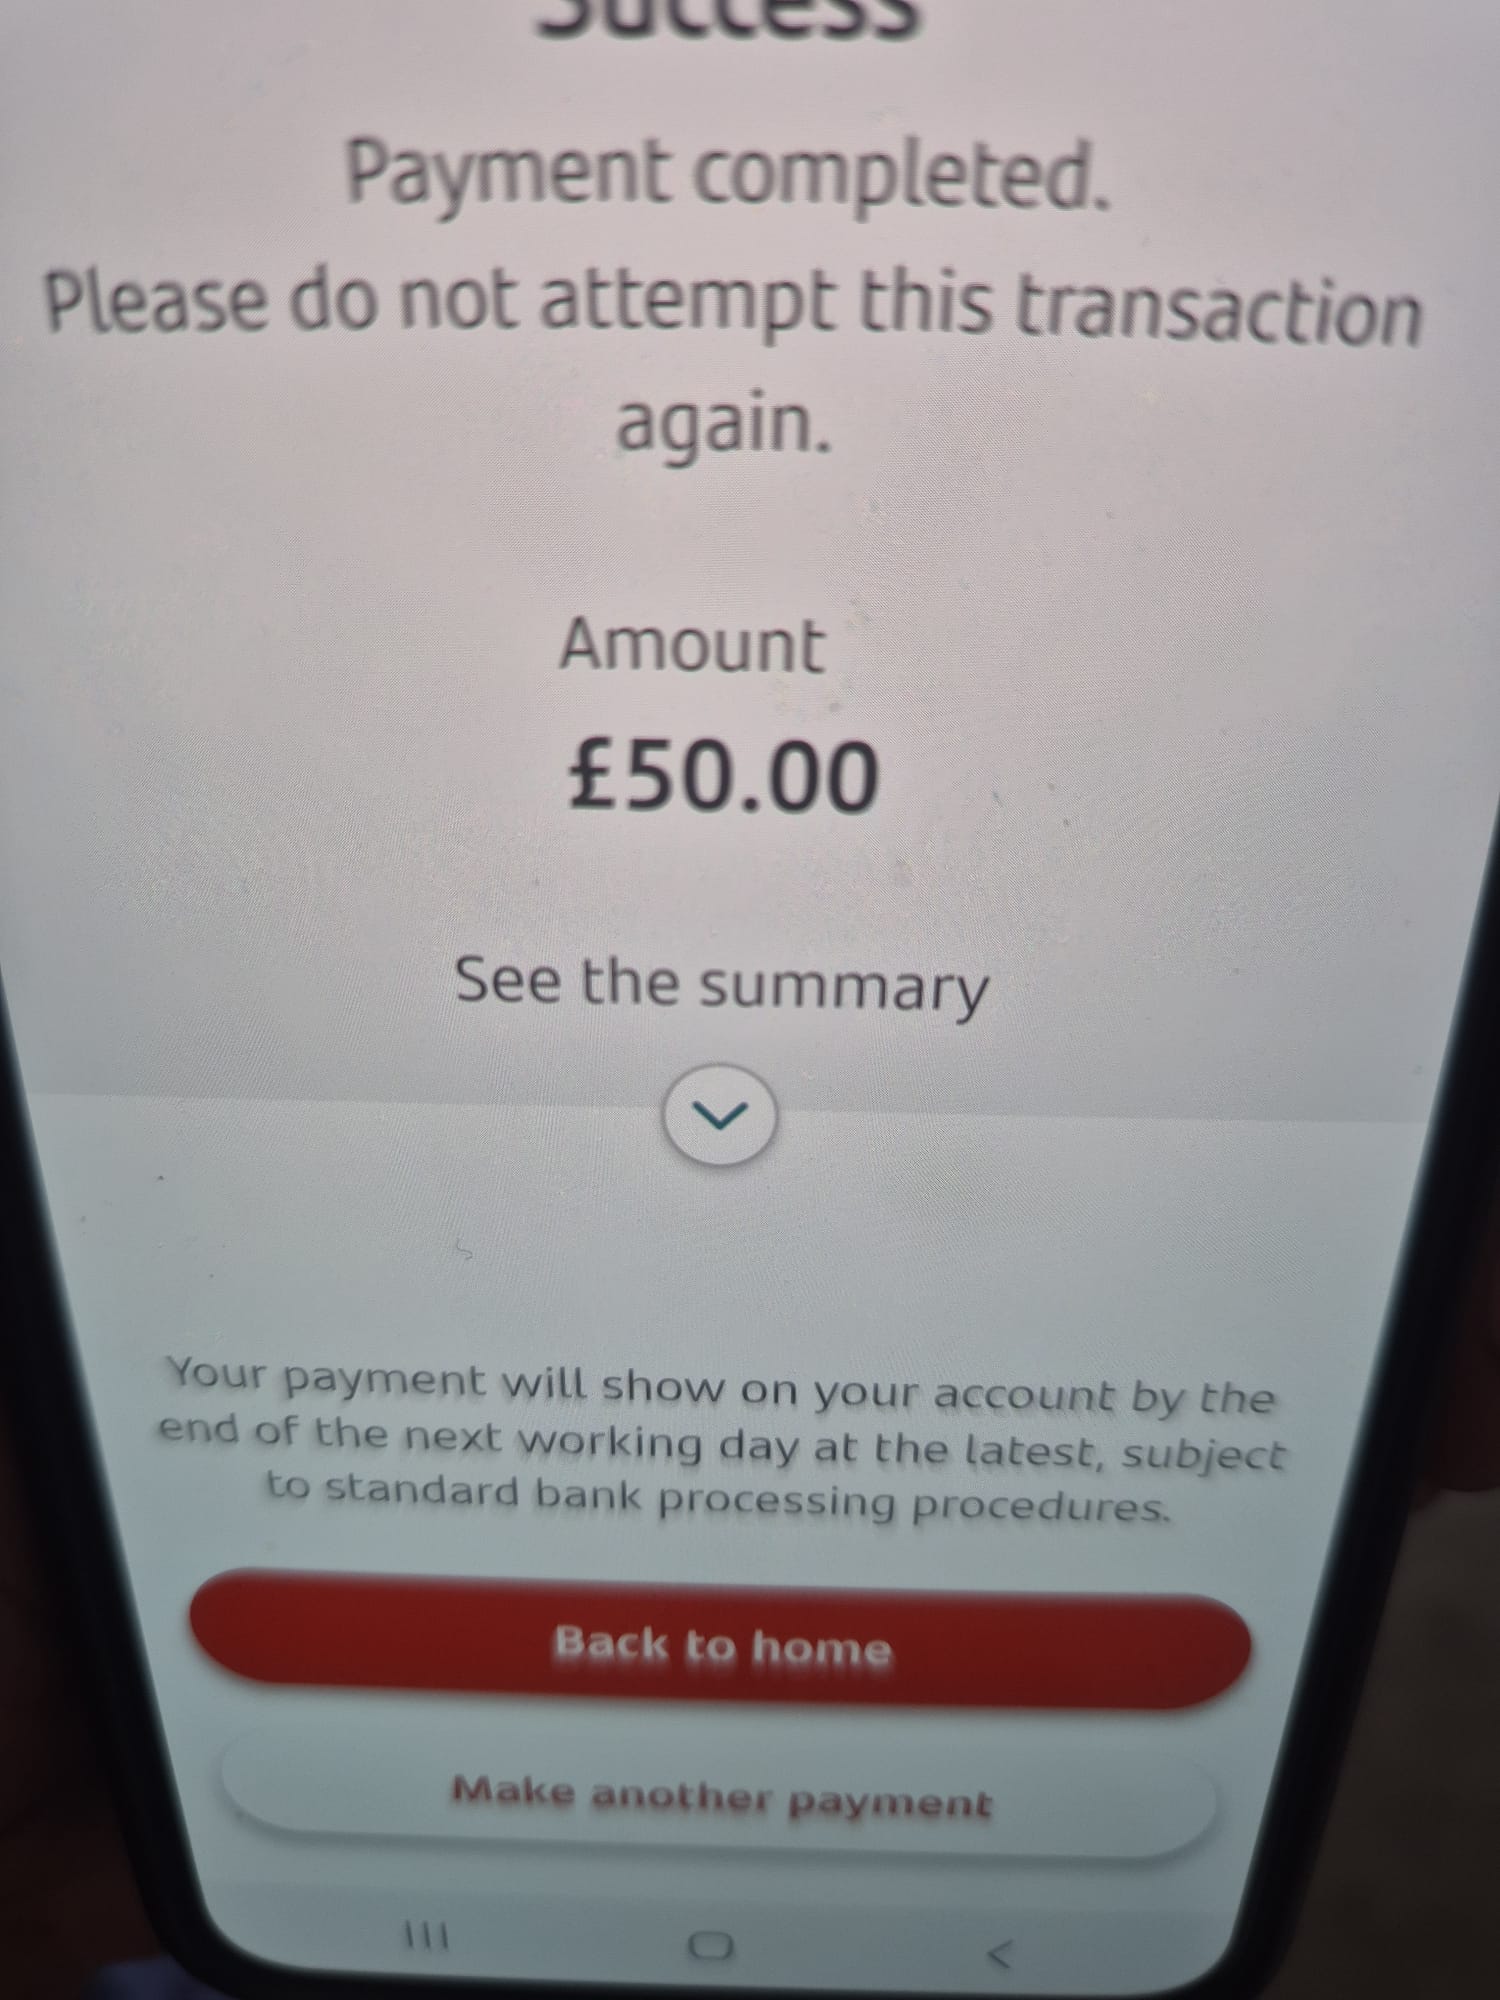 Success
Payment completed.
Please do not attempt this transaction
again.
Amount
£50.00
See the summary
Your payment will show on your account by the
end of the next working day at the latest, subject
to standard bank processing procedures.
Back to home
Make another payment